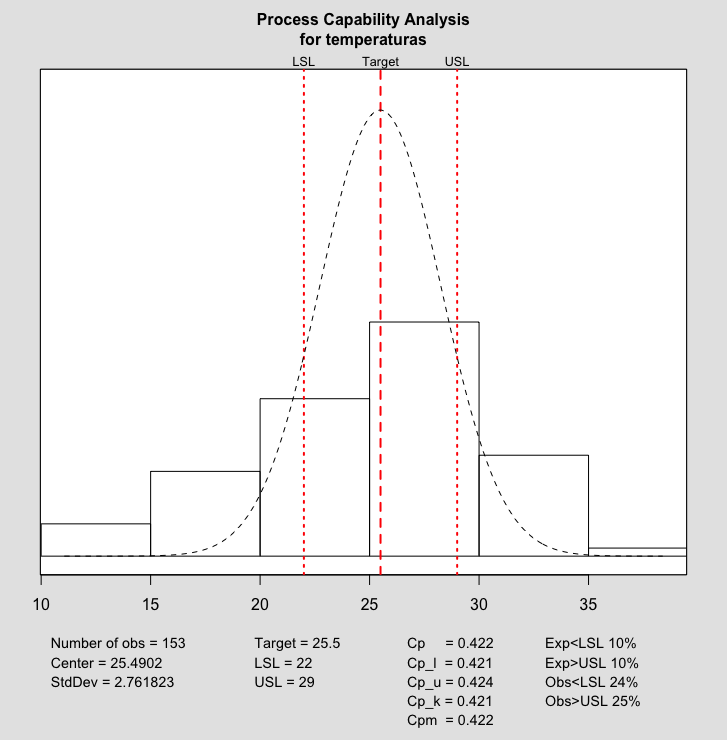 Process Capability Analysis
for temperaturas
LSL Target USL
10 15 20 25 30 35
Number of obs = 153
Center = 25.4902
StdDev = 2.761823
Target = 25.5
LSL = 22
USL = 29
Cp = 0.422
Cp_l = 0.421
Cp_u = 0.424
Cp_k = 0.421
Cpm = 0.422
Exp<LSL 10%
Exp>USL 10%
Obs<LSL 24%
Obs>USL 25%